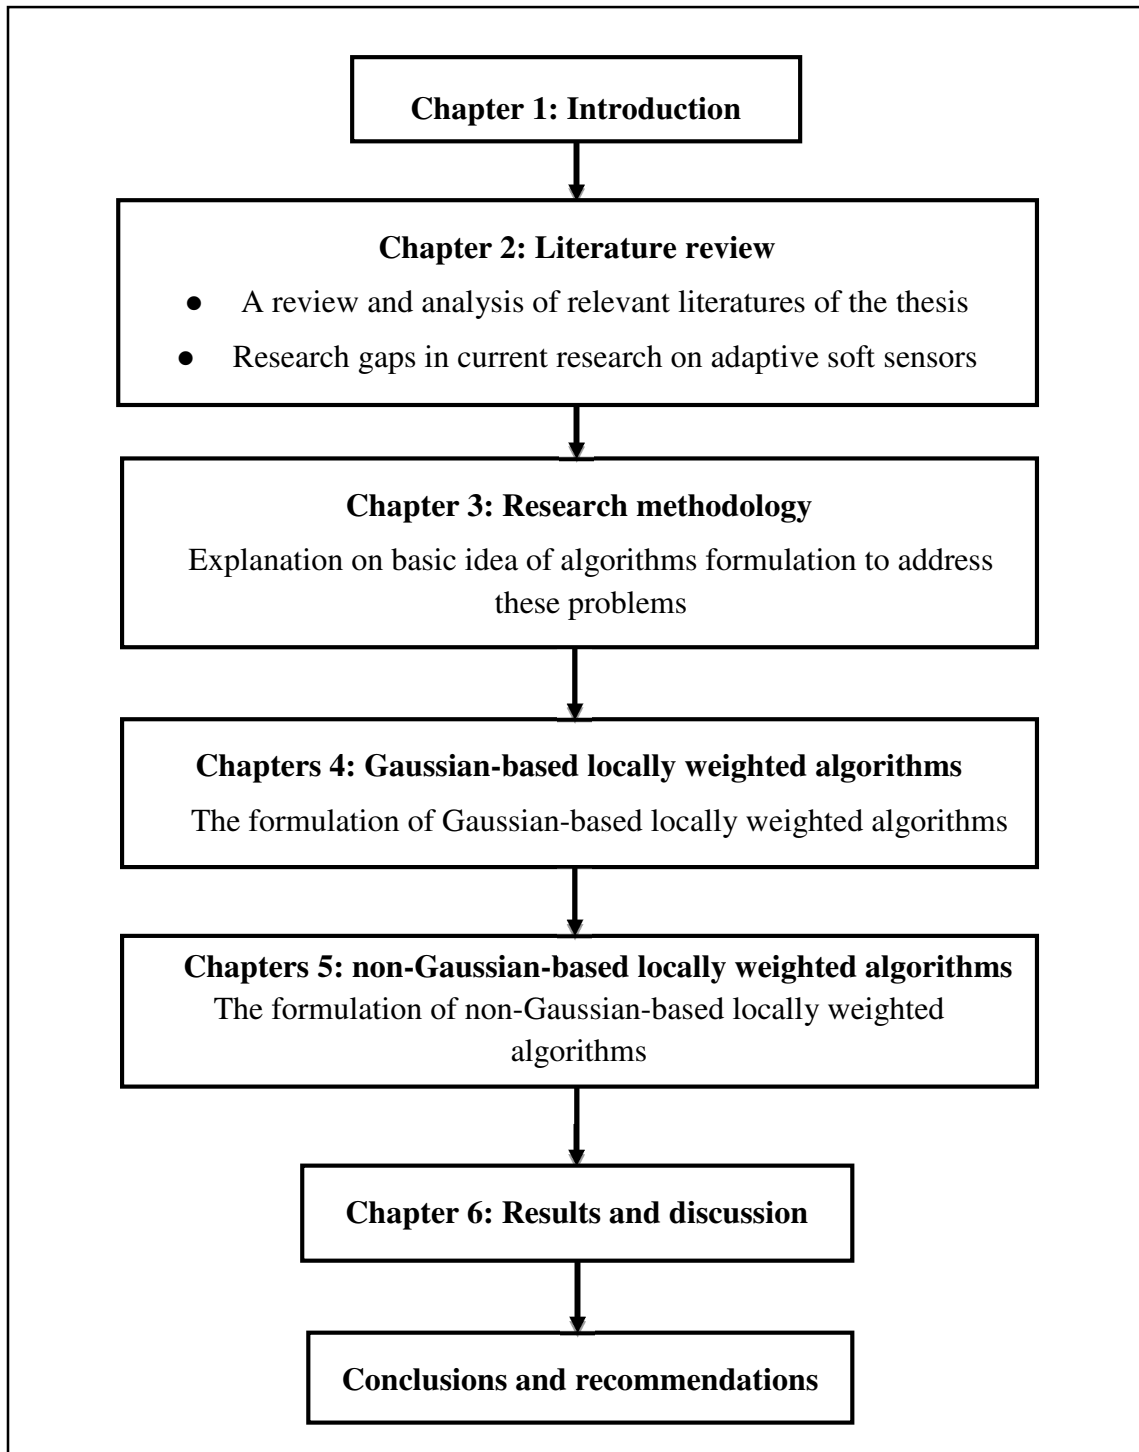 Chapter 1: Introduction
Chapter 2: Literature review
● A review and analysis of relevant literatures of the thesis
● Research gaps in current research on adaptive soft sensors
Chapter 3: Research methodology
Explanation on basic idea of algorithms formulation to address
these problems
Chapters 4: Gaussian-based locally weighted algorithms
The formulation of Gaussian-based locally weighted algorithms
Chapters 5: non-Gaussian-based locally weighted algorithms
The formulation of non-Gaussian-based locally weighted
algorithms
Chapter 6: Results and discussion
Conclusions and recommendations